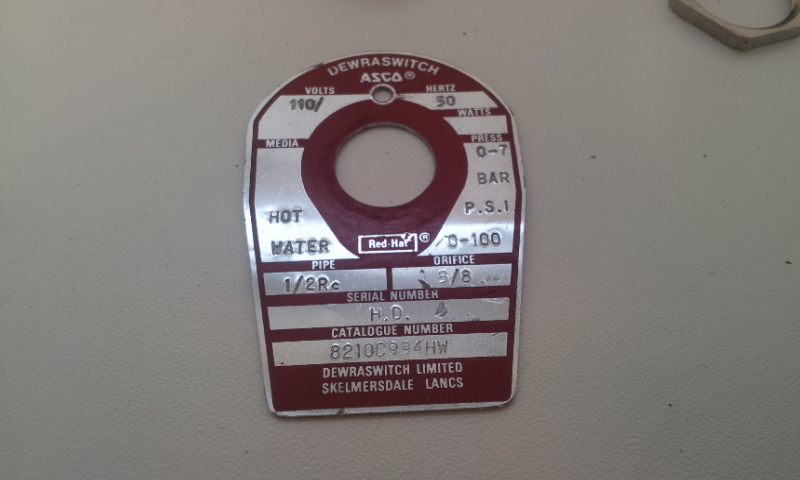 DEWRASWITCH
ASCO®
VOLTS HERTZ
110/ 50
WATTS
MEDIA PRESS
0-7
BAR
HOT P.S.I.
WATER Red-Hat® 0-100
PIPE ORIFICE
1/2Rc 5/8
SERIAL NUMBER
H.D.
CATALOGUE NUMBER
8210C994HW
DEWRASWITCH LIMITED
SKELMERSDALE LANCS